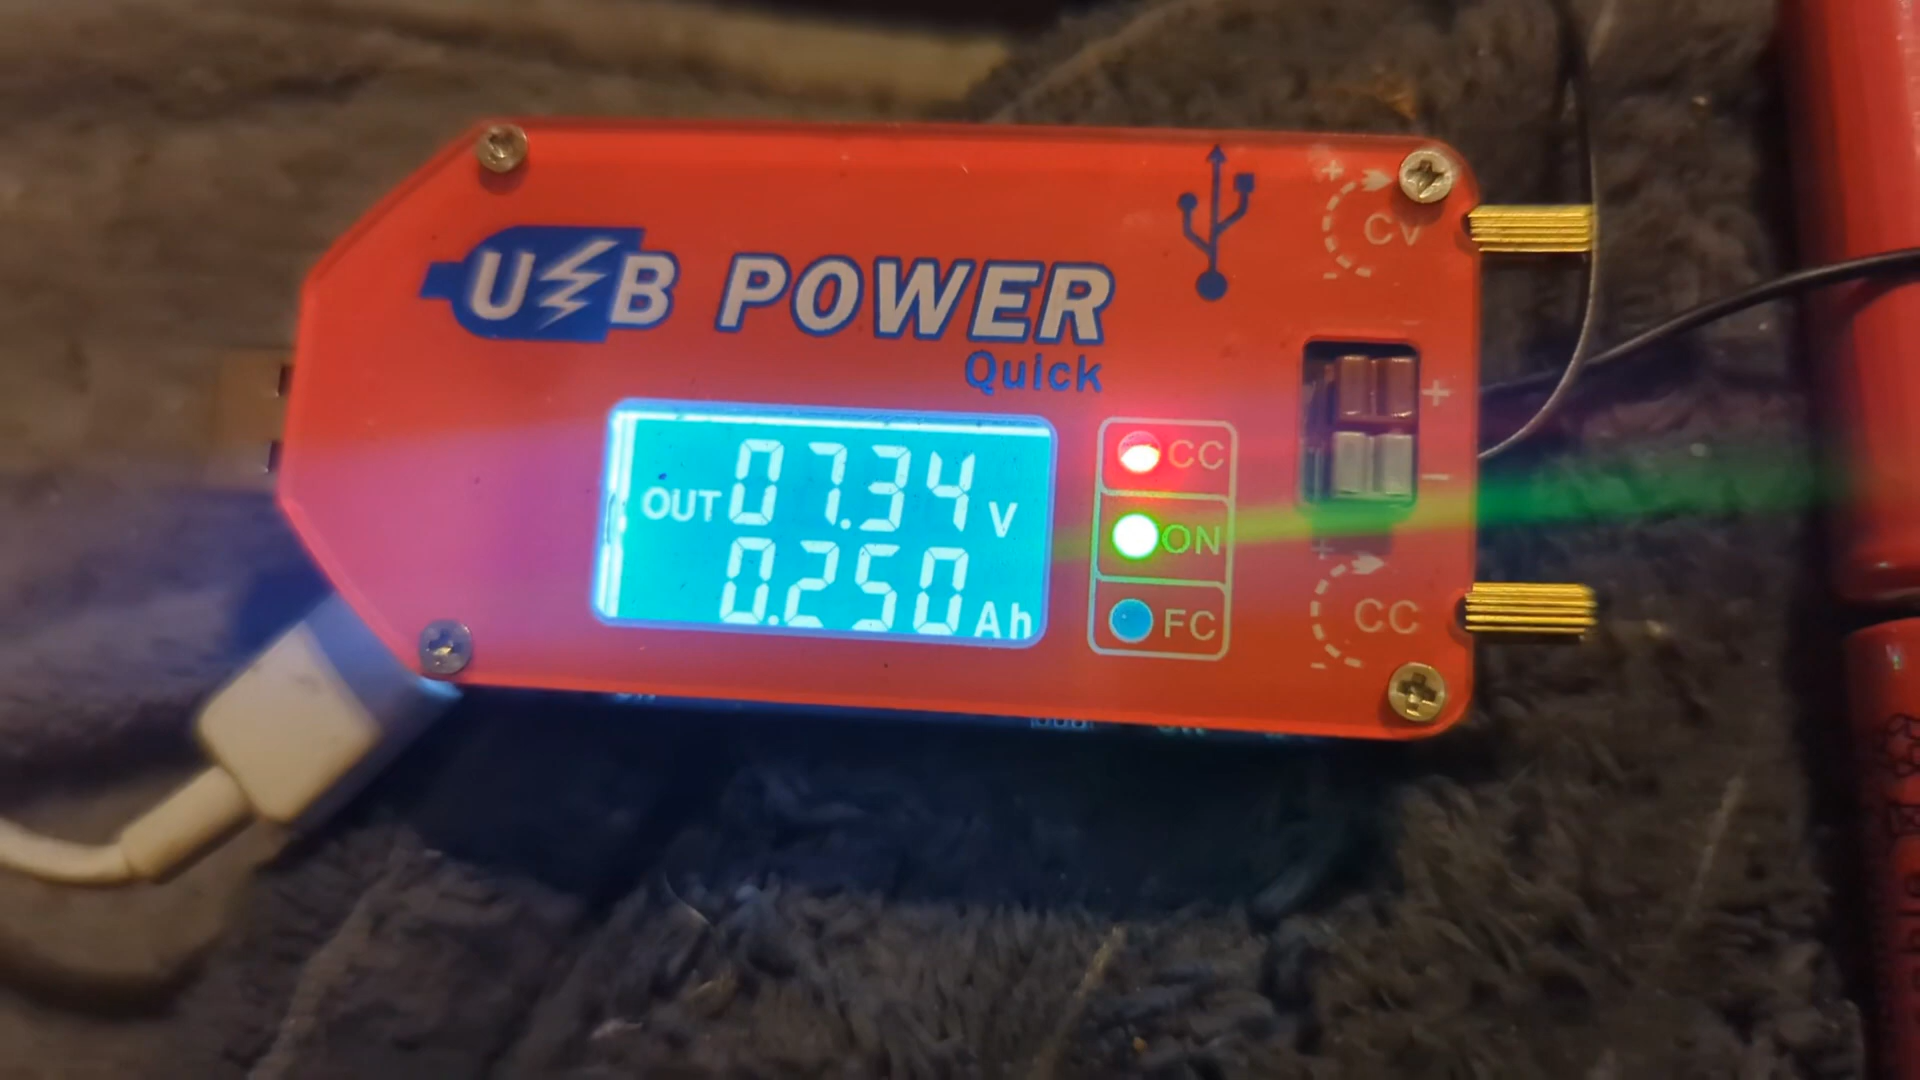 USB POWER
Quick
+
CV
-
OUT 07.34 V
0.250 Ah
CC
ON
FC
+
-
+
CC
-